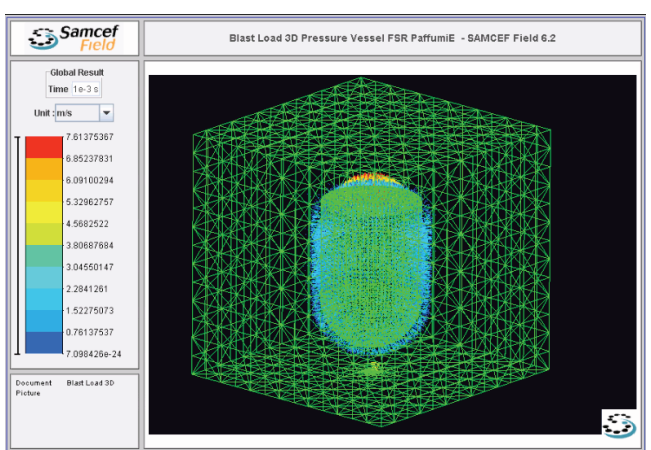 Samcef
Field
Blast Load 3D Pressure Vessel FSR PaffumiE - SAMCEF Field 6.2
Global Result
Time 1e-3 s
Unit : m/s
7.61375367
6.85237831
6.09100294
5.32962757
4.5682522
3.80687684
3.04550147
2.2841261
1.52275073
0.76137537
7.098426e-24
Document Blast Load 3D
Picture